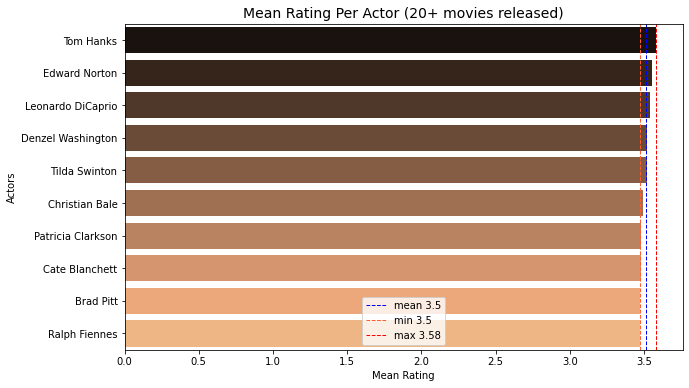 Mean Rating Per Actor (20+ movies released)
Tom Hanks
Edward Norton
Leonardo DiCaprio
Denzel Washington
Tilda Swinton
Christian Bale
Patricia Clarkson
Cate Blanchett
Brad Pitt
Ralph Fiennes
Actors
mean 3.5
min 3.5
max 3.58
0.0 0.5 1.0 1.5 2.0 2.5 3.0 3.5
Mean Rating